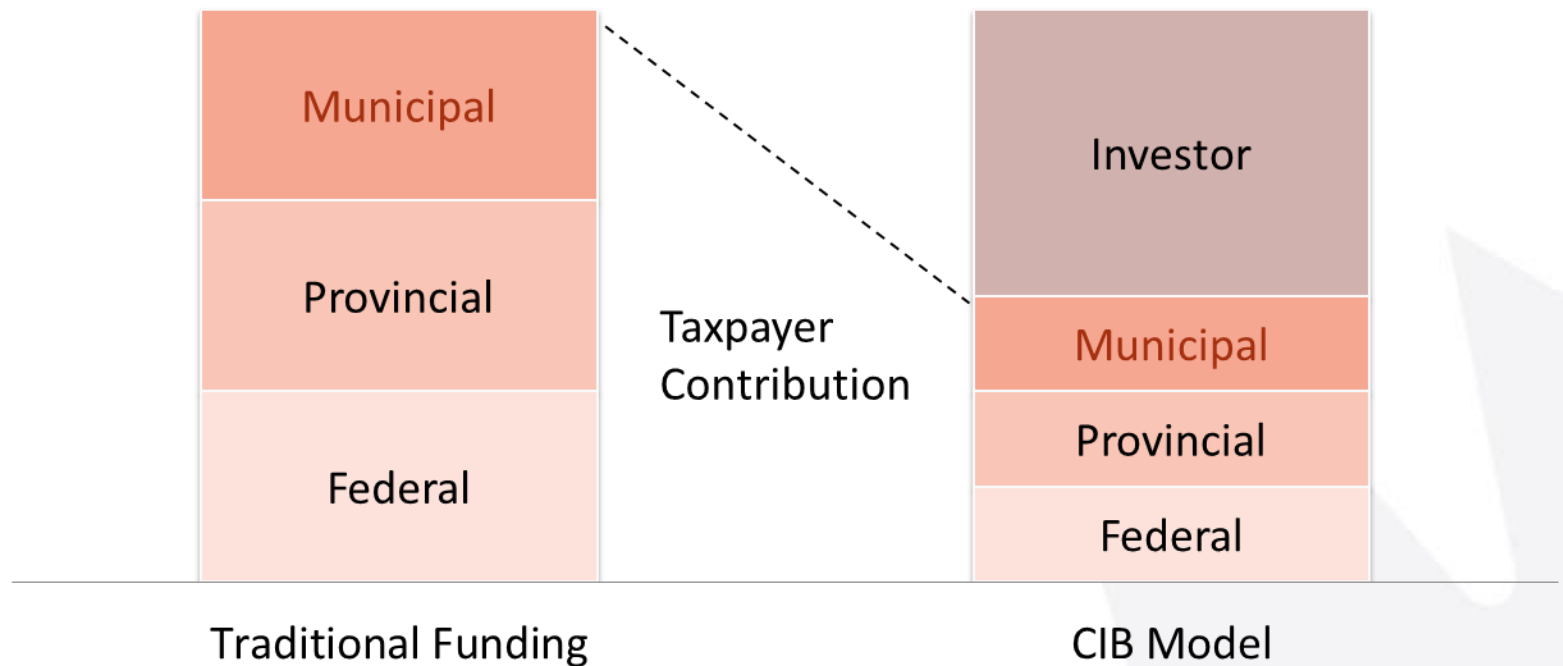 Municipal
Provincial
Federal
Taxpayer
Contribution
Investor
Municipal
Provincial
Federal
Traditional Funding
CIB Model